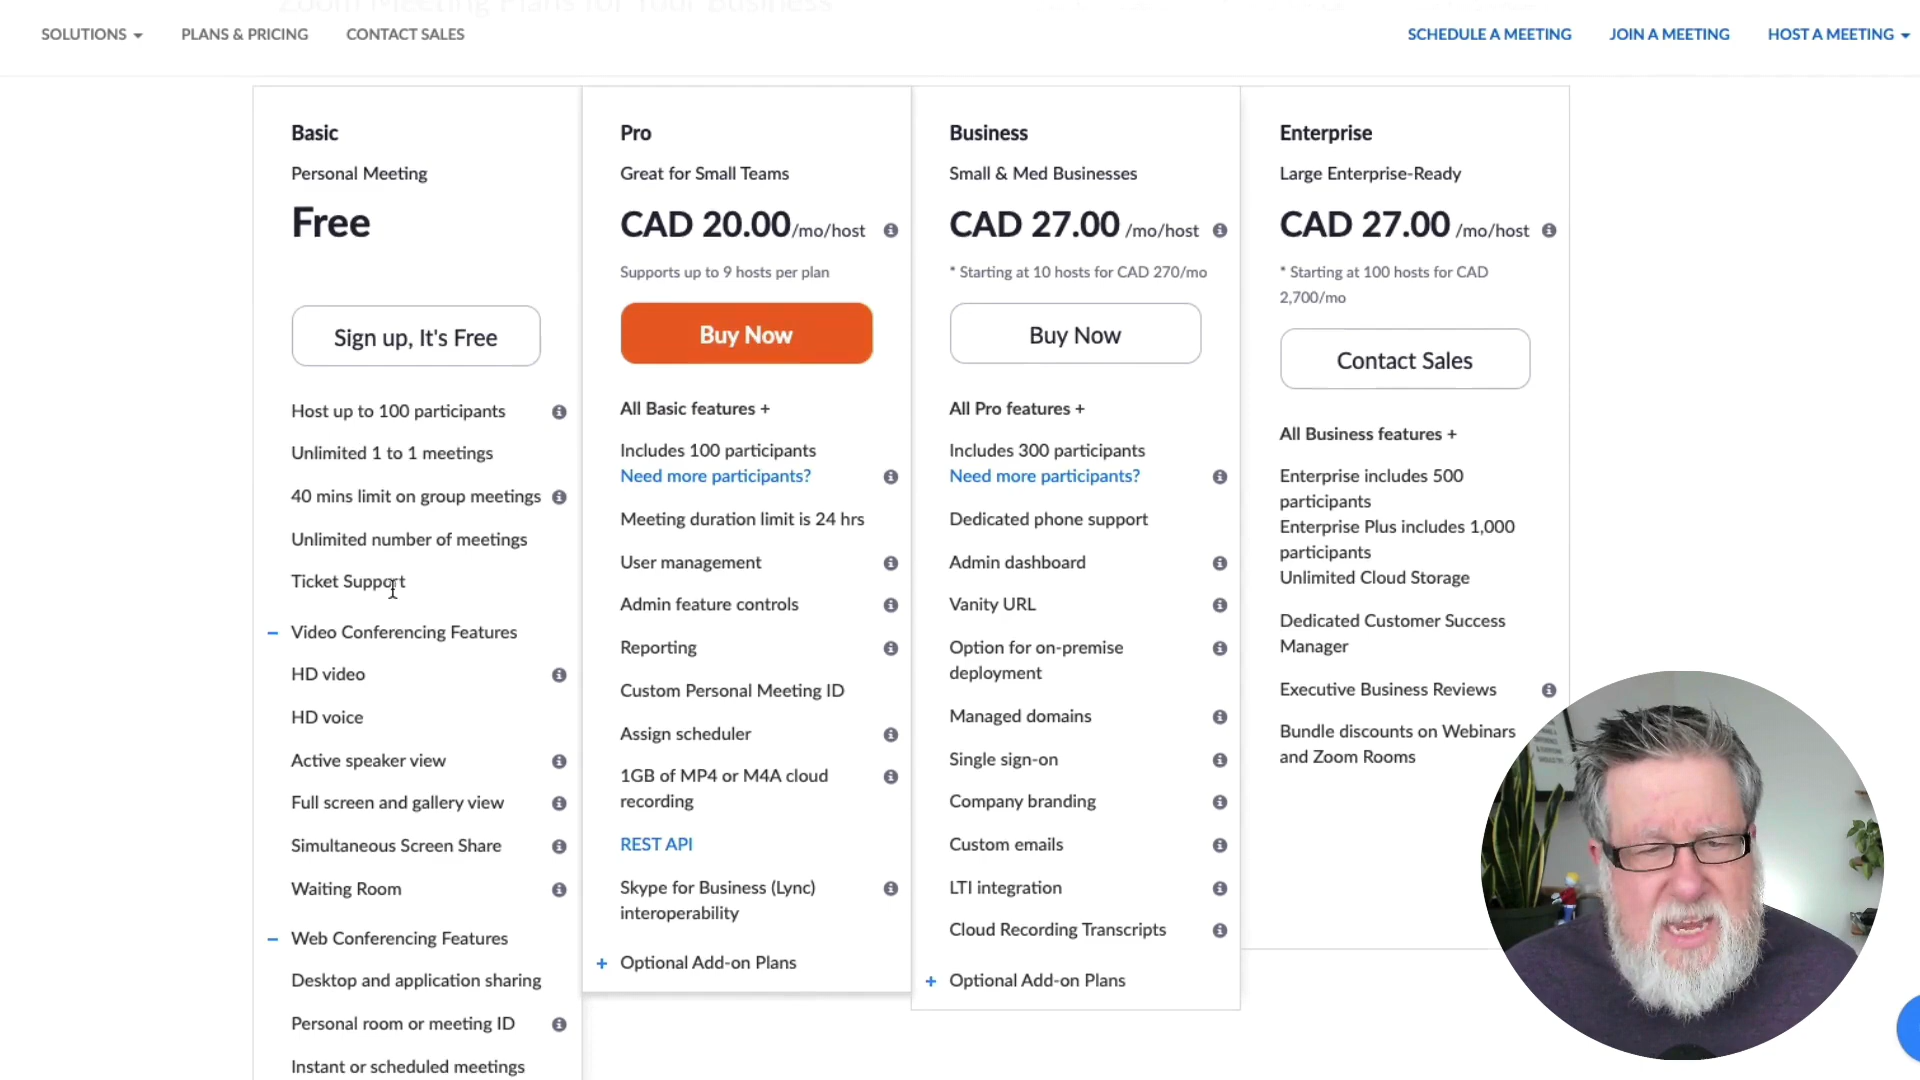 Zoom Meeting Plans for Your Business
SOLUTIONS
PLANS & PRICING
CONTACT SALES
SCHEDULE A MEETING
JOIN A MEETING
HOST A MEETING
Basic
Personal Meeting
Free
Sign up, It's Free
Host up to 100 participants
Unlimited 1 to 1 meetings
40 mins limit on group meetings
Unlimited number of meetings
Ticket Support
Video Conferencing Features
HD video
HD voice
Active speaker view
Full screen and gallery view
Simultaneous Screen Share
Waiting Room
Web Conferencing Features
Desktop and application sharing
Personal room or meeting ID
Instant or scheduled meetings
Pro
Great for Small Teams
CAD 20.00/mo/host
Supports up to 9 hosts per plan
Buy Now
All Basic features +
Includes 100 participants
Need more participants?
Meeting duration limit is 24 hrs
User management
Admin feature controls
Reporting
Custom Personal Meeting ID
Assign scheduler
1GB of MP4 or M4A cloud
recording
REST API
Skype for Business (Lync)
interoperability
+ Optional Add-on Plans
Business
Small & Med Businesses
CAD 27.00 /mo/host
* Starting at 10 hosts for CAD 270/mo
Buy Now
All Pro features +
Includes 300 participants
Need more participants?
Dedicated phone support
Admin dashboard
Vanity URL
Option for on-premise
deployment
Managed domains
Single sign-on
Company branding
Custom emails
LTI integration
Cloud Recording Transcripts
+ Optional Add-on Plans
Enterprise
Large Enterprise-Ready
CAD 27.00 /mo/host
* Starting at 100 hosts for CAD
2,700/mo
Contact Sales
All Business features +
Enterprise includes 500
participants
Enterprise Plus includes 1,000
participants
Unlimited Cloud Storage
Dedicated Customer Success
Manager
Executive Business Reviews
Bundle discounts on Webinars
and Zoom Rooms